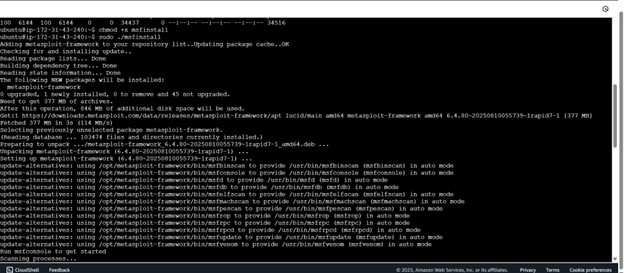 100 6144 100 6144 0 0 34437 0 --:--:-- --:--:-- --:--:-- 34516
ubuntu@ip-172-31-43-240:~$ chmod +x msfinstall
ubuntu@ip-172-31-43-240:~$ sudo ./msfinstall
Adding metasploit-framework to your repository list..Updating package cache..OK
Checking for and installing update..
Reading package lists... Done
Building dependency tree... Done
Reading state information... Done
The following NEW packages will be installed:
metasploit-framework
0 upgraded, 1 newly installed, 0 to remove and 45 not upgraded.
Need to get 377 MB of archives.
After this operation, 846 MB of additional disk space will be used.
Get:1 https://downloads.metasploit.com/data/releases/metasploit-framework/apt lucid/main amd64 metasploit-framework amd64 6.4.80-20250810055739~1rapid7-1 [377 MB]
Fetched 377 MB in 3s (114 MB/s)
Selecting previously unselected package metasploit-framework.
(Reading database ... 103474 files and directories currently installed.)
Preparing to unpack .../metasploit-framework_6.4.80-20250810055739~1rapid7-1_amd64.deb ...
Unpacking metasploit-framework (6.4.80-20250810055739~1rapid7-1) ...
Setting up metasploit-framework (6.4.80-20250810055739~1rapid7-1) ...
update-alternatives: using /opt/metasploit-framework/bin/msfbinscan to provide /usr/bin/msfbinscan (msfbinscan) in auto mode
update-alternatives: using /opt/metasploit-framework/bin/msfconsole to provide /usr/bin/msfconsole (msfconsole) in auto mode
update-alternatives: using /opt/metasploit-framework/bin/msfd to provide /usr/bin/msfd (msfd) in auto mode
update-alternatives: using /opt/metasploit-framework/bin/msfdb to provide /usr/bin/msfdb (msfdb) in auto mode
update-alternatives: using /opt/metasploit-framework/bin/msfelfscan to provide /usr/bin/msfelfscan (msfelfscan) in auto mode
update-alternatives: using /opt/metasploit-framework/bin/msfmachscan to provide /usr/bin/msfmachscan (msfmachscan) in auto mode
update-alternatives: using /opt/metasploit-framework/bin/msfpescan to provide /usr/bin/msfpescan (msfpescan) in auto mode
update-alternatives: using /opt/metasploit-framework/bin/msfrop to provide /usr/bin/msfrop (msfrop) in auto mode
update-alternatives: using /opt/metasploit-framework/bin/msfrpc to provide /usr/bin/msfrpc (msfrpc) in auto mode
update-alternatives: using /opt/metasploit-framework/bin/msfrpcd to provide /usr/bin/msfrpcd (msfrpcd) in auto mode
update-alternatives: using /opt/metasploit-framework/bin/msfupdate to provide /usr/bin/msfupdate (msfupdate) in auto mode
update-alternatives: using /opt/metasploit-framework/bin/msfvenom to provide /usr/bin/msfvenom (msfvenom) in auto mode
Run msfconsole to get started
Scanning processes...
CloudShell Feedback © 2025, Amazon Web Services, Inc. or its affiliates. Privacy Terms Cookie preferences